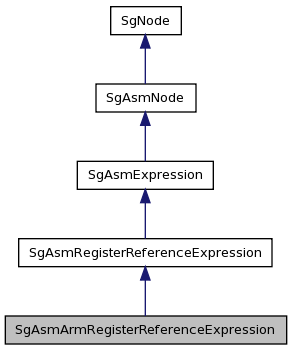 SgNode
SgAsmNode
SgAsmExpression
SgAsmRegisterReferenceExpression
SgAsmArmRegisterReferenceExpression